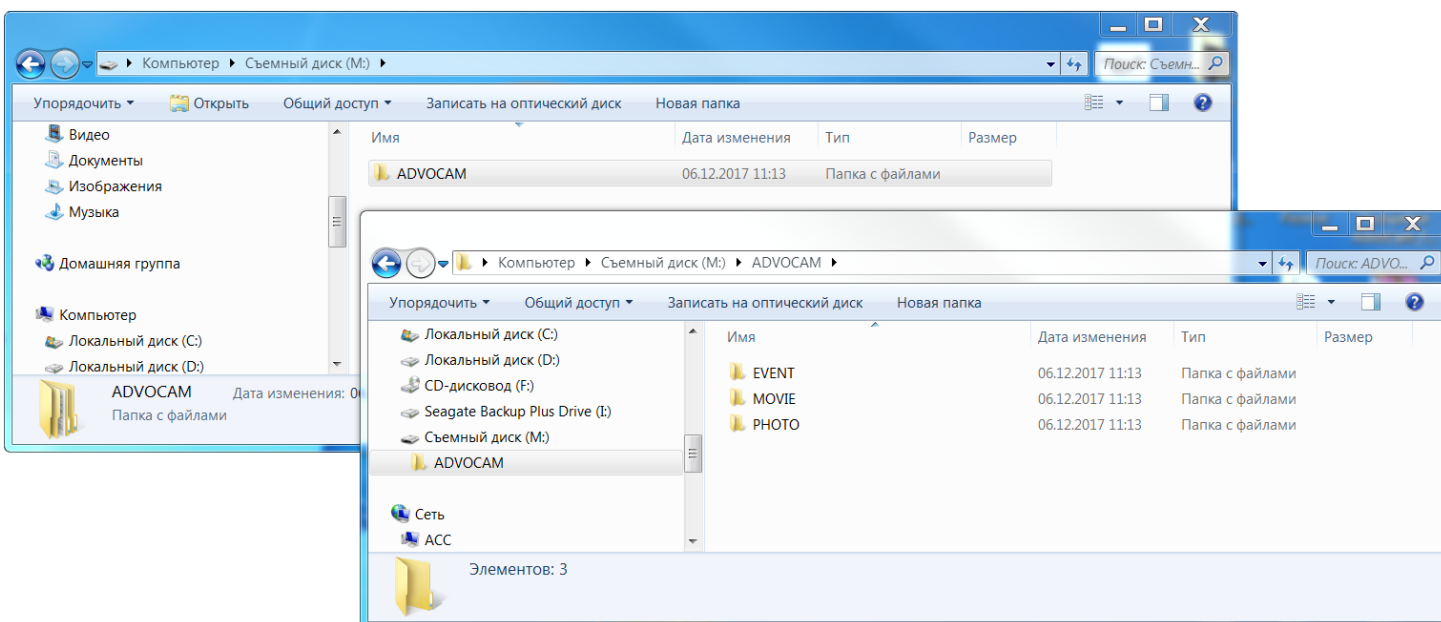 Компьютер Съемный диск (M:)
Поиск: Съемн...
Упорядочить Открыть Общий доступ Записать на оптический диск Новая папка
Видео
Документы
Изображения
Музыка
Домашняя группа
Компьютер
Локальный диск (C:)
Локальный диск (D:)
Имя Дата изменения Тип Размер
ADVOCAM 06.12.2017 11:13 Папка с файлами
ADVOCAM Дата изменения: 0
Папка с файлами
Компьютер Съемный диск (M:) ADVOCAM
Поиск: ADVO...
Упорядочить Общий доступ Записать на оптический диск Новая папка
Локальный диск (C:)
Локальный диск (D:)
CD-дисковод (F:)
Seagate Backup Plus Drive (I:)
Съемный диск (M:)
ADVOCAM
Сеть
ACC
Имя Дата изменения Тип Размер
EVENT 06.12.2017 11:13 Папка с файлами
MOVIE 06.12.2017 11:13 Папка с файлами
PHOTO 06.12.2017 11:13 Папка с файлами
Элементов: 3